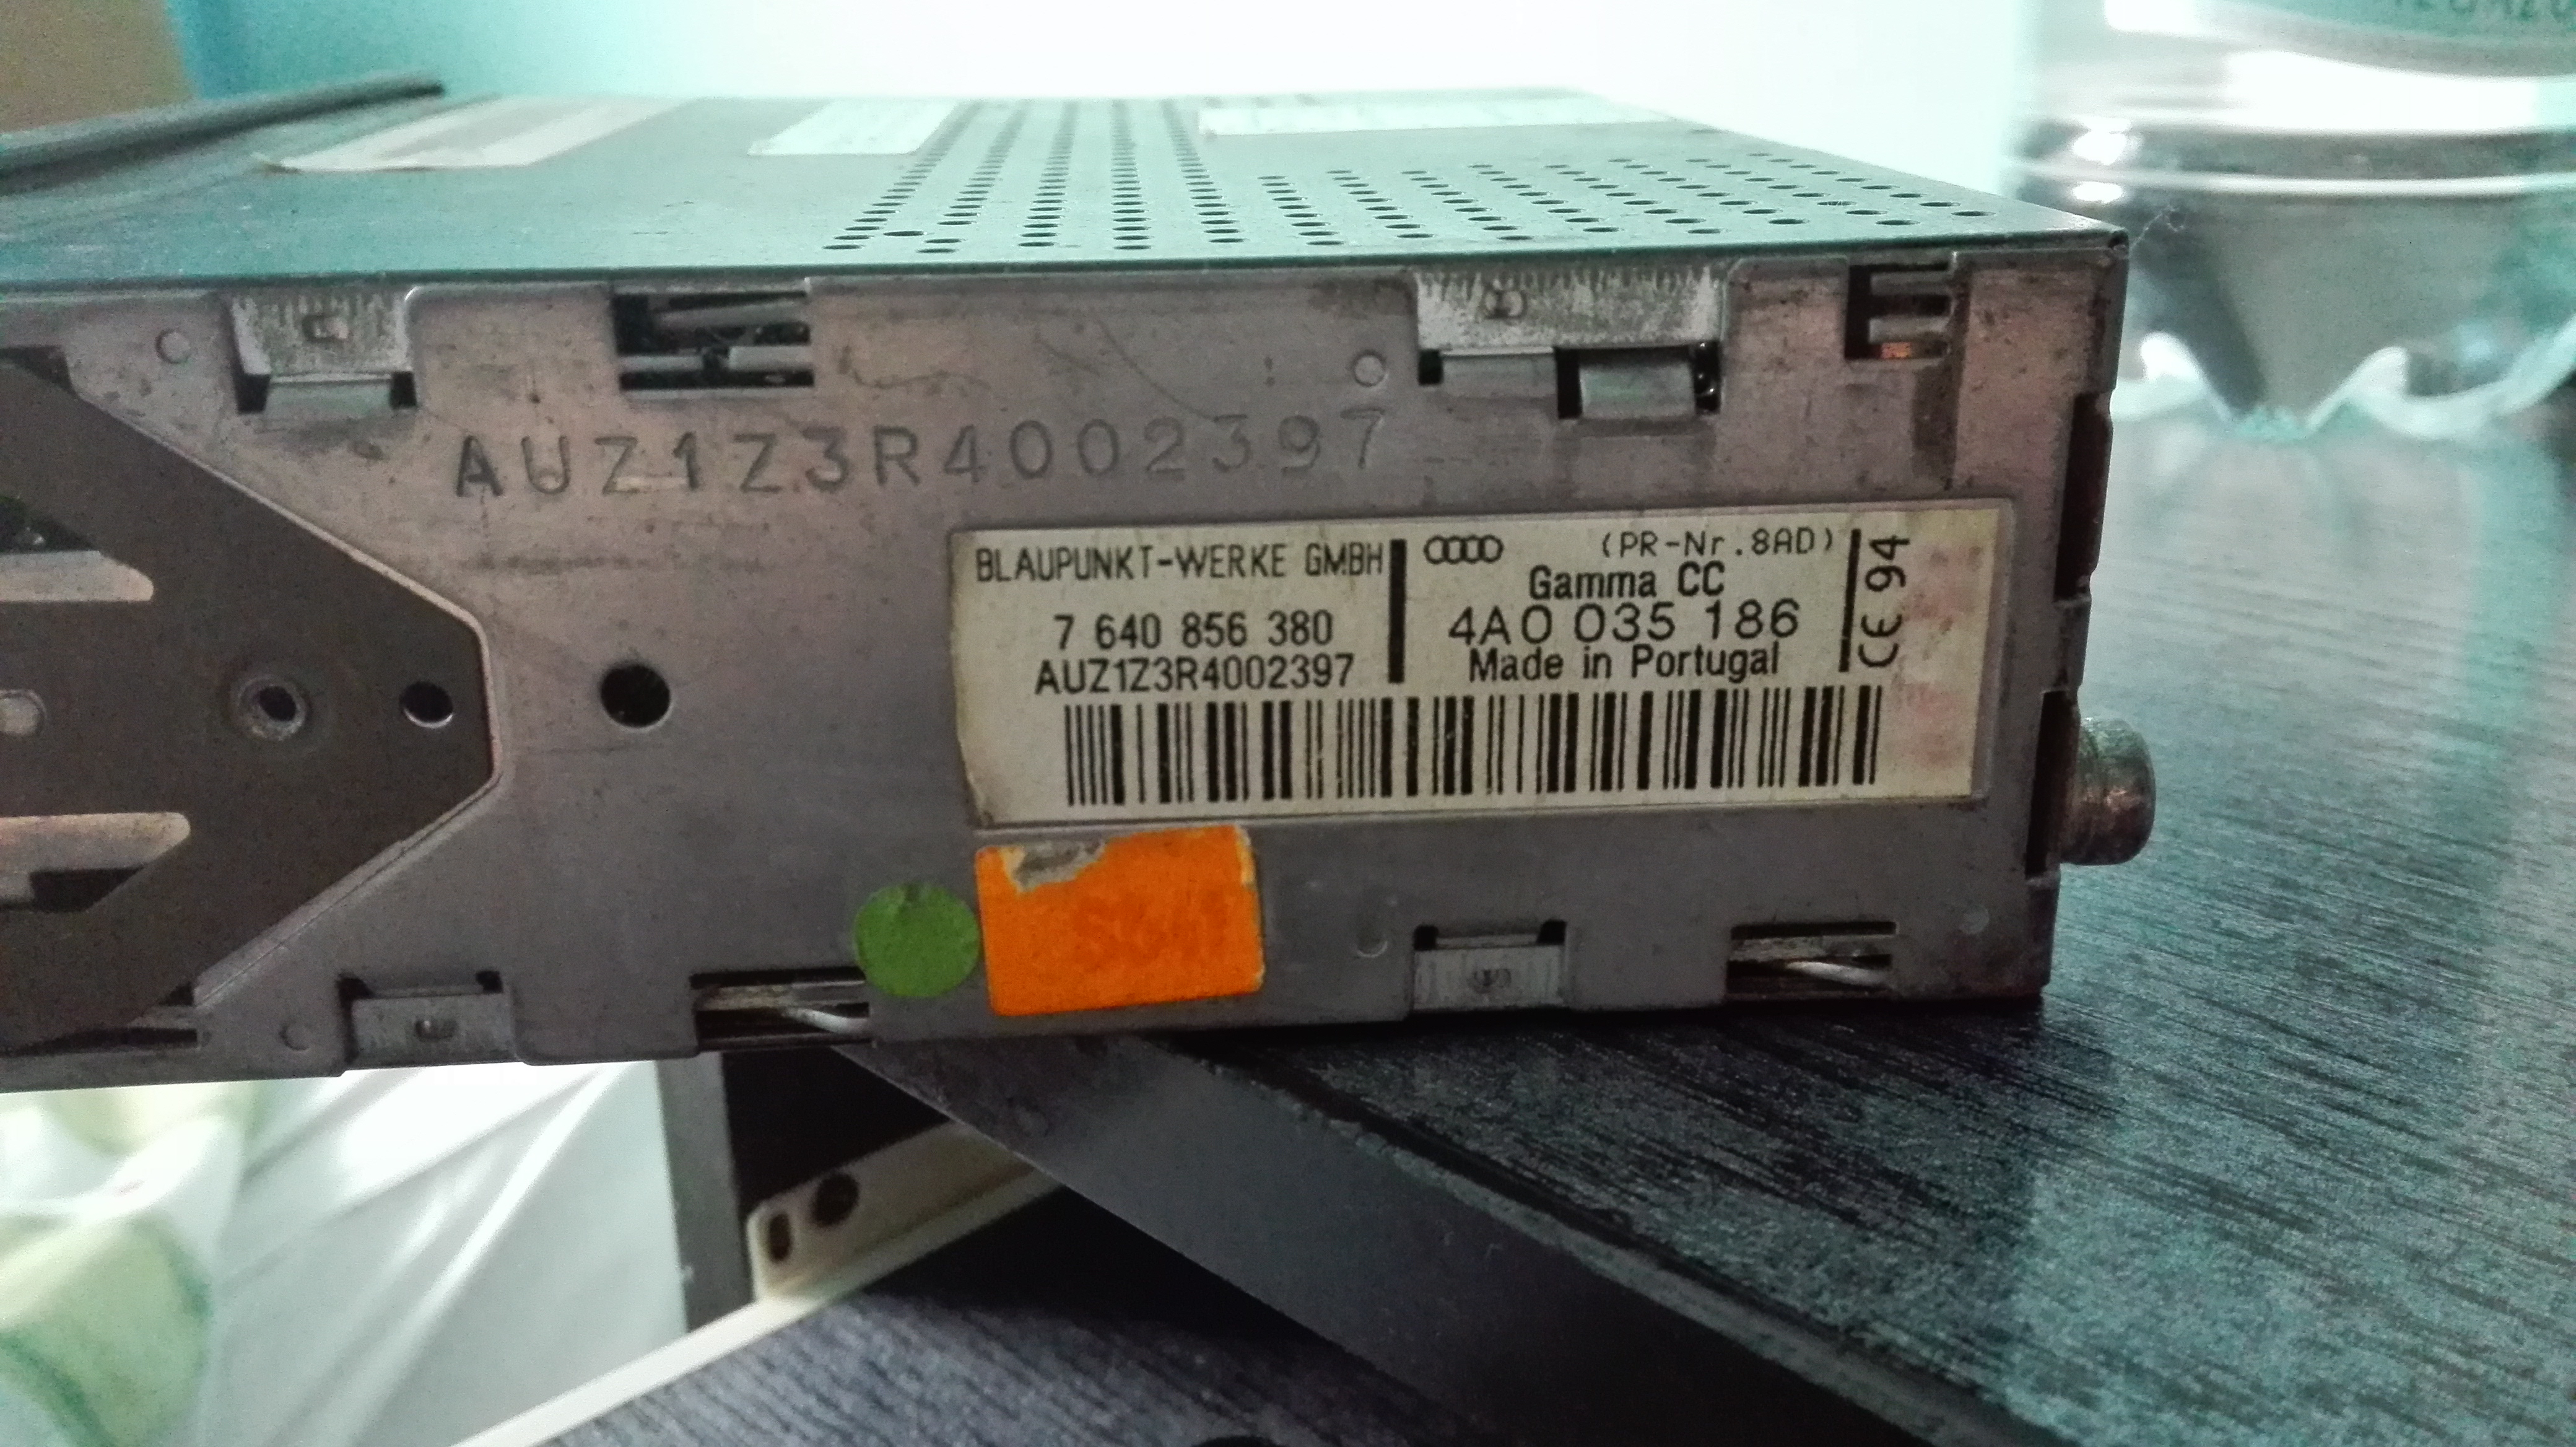 AUZ1Z3R4002397
BLAUPUNKT-WERKE GMBH
7 640 856 380
AUZ1Z3R4002397
(PR-Nr.8AD)
Gamma CC
4A0 035 186
Made in Portugal
CE 94